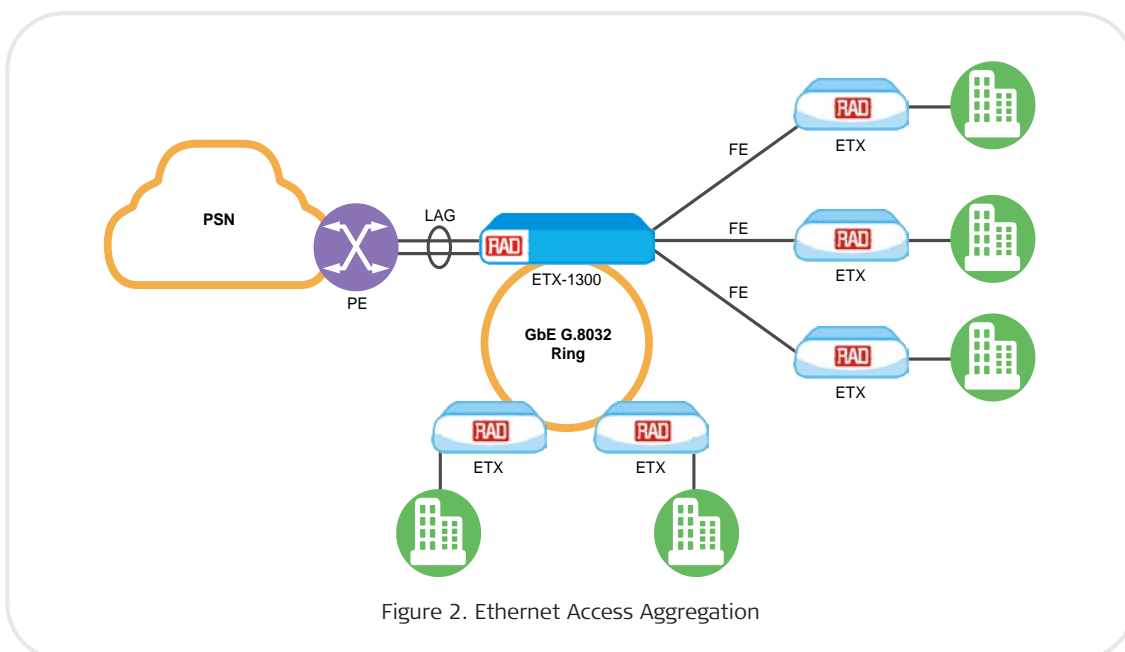 PSN
PE
LAG
RAD
ETX-1300
FE
RAD
ETX
FE
RAD
ETX
FE
RAD
ETX
GbE G.8032
Ring
RAD
ETX
RAD
ETX
Figure 2. Ethernet Access Aggregation